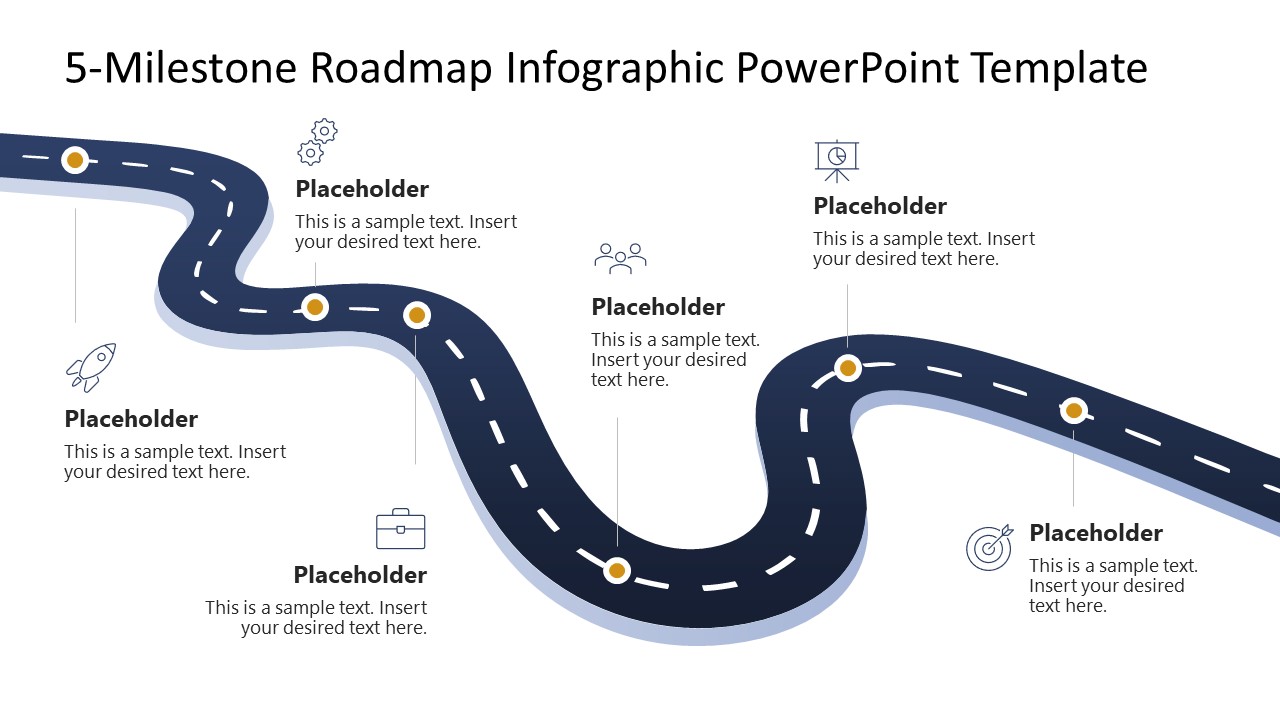 5-Milestone Roadmap Infographic PowerPoint Template
Placeholder
This is a sample text. Insert
your desired text here.
Placeholder
This is a sample text. Insert
your desired text here.
Placeholder
This is a sample text. Insert
your desired text here.
Placeholder
This is a sample text.
Insert your desired
text here.
Placeholder
This is a sample text. Insert
your desired text here.
Placeholder
This is a sample text.
Insert your desired
text here.